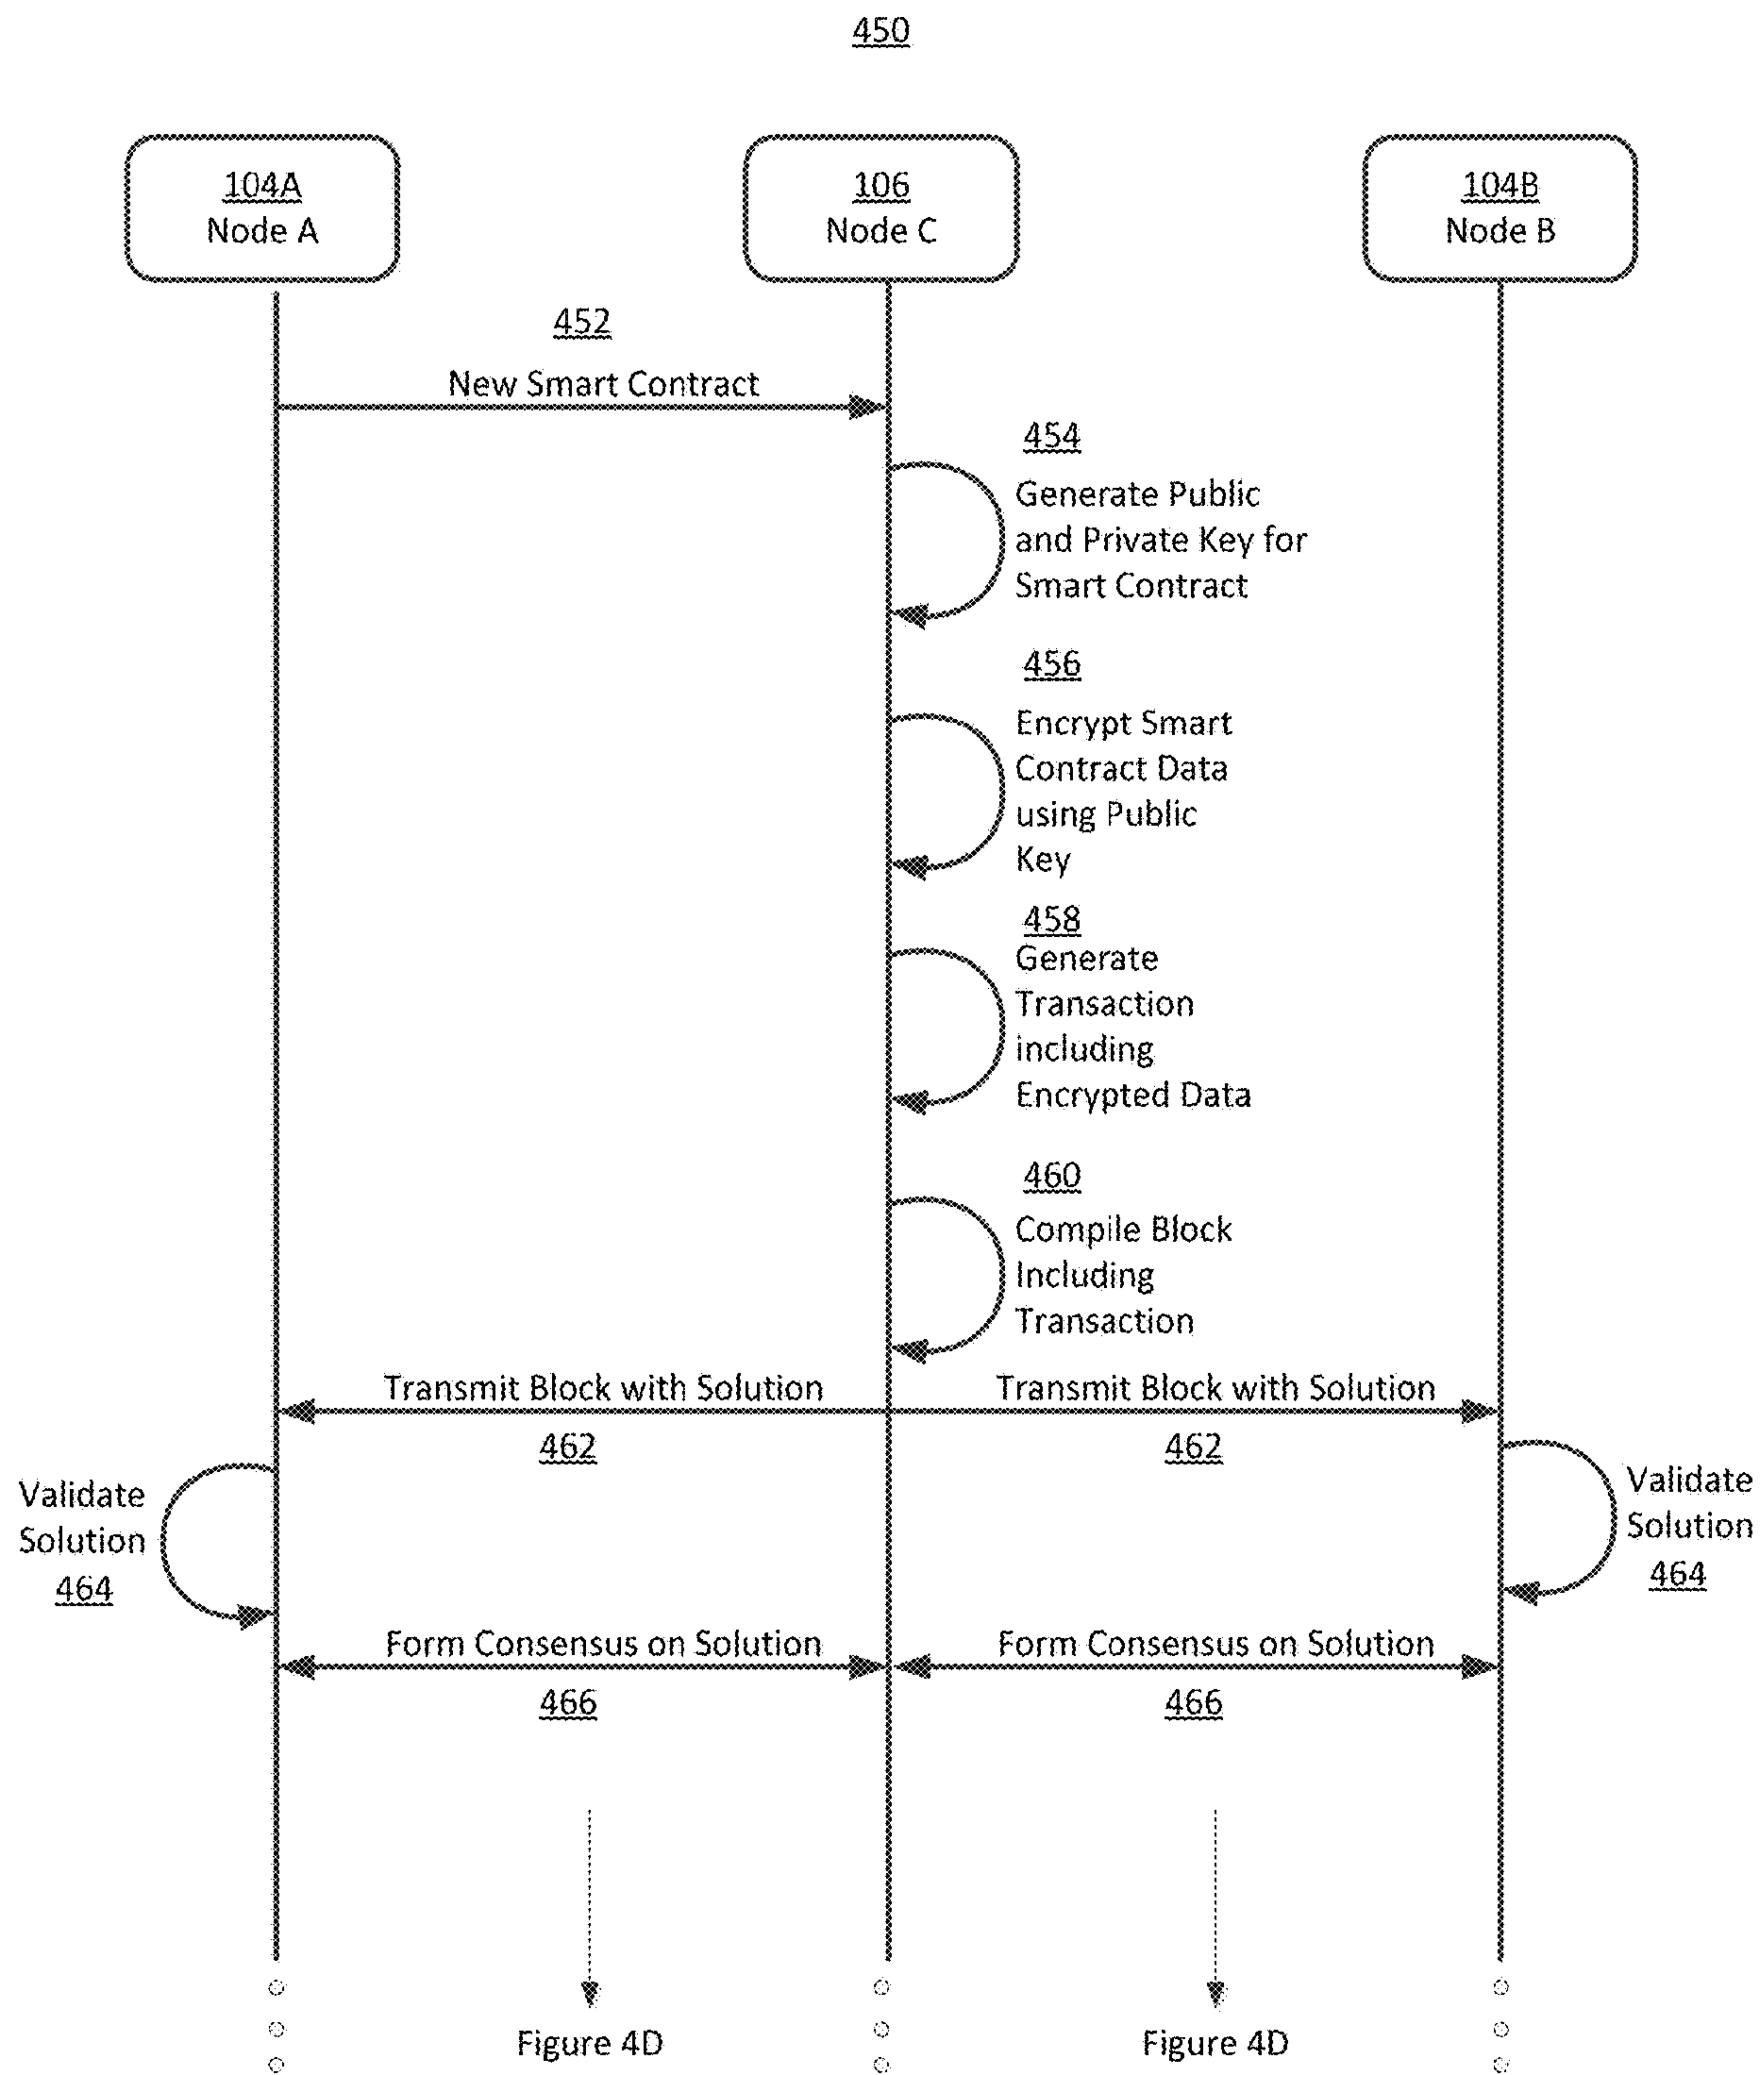 450
104A
Node A
106
Node C
104B
Node B
452
New Smart Contract
454
Generate Public
and Private Key for
Smart Contract
456
Encrypt Smart
Contract Data
using Public
Key
458
Generate
Transaction
including
Encrypted Data
460
Compile Block
Including
Transaction
Transmit Block with Solution
462
Transmit Block with Solution
462
Validate
Solution
464
Validate
Solution
464
Form Consensus on Solution
466
Form Consensus on Solution
466
Figure 4D
Figure 4D